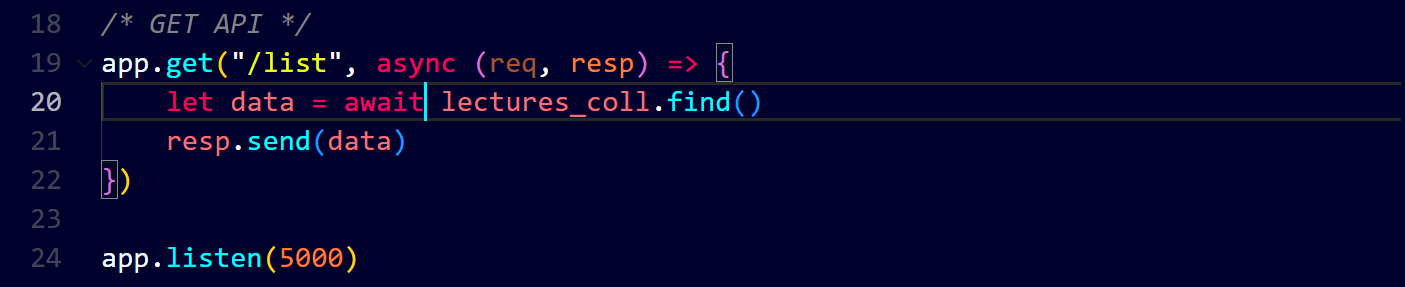 18 /* GET API */
19 app.get("/list", async (req, resp) => {
20     let data = await lectures_coll.find()
21     resp.send(data)
22 })
23
24 app.listen(5000)